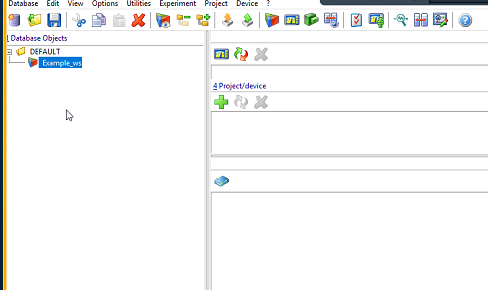 Database Edit View Options Utilities Experiment Project Device ?
1 Database Objects
DEFAULT
Example_ws
4 Project/device